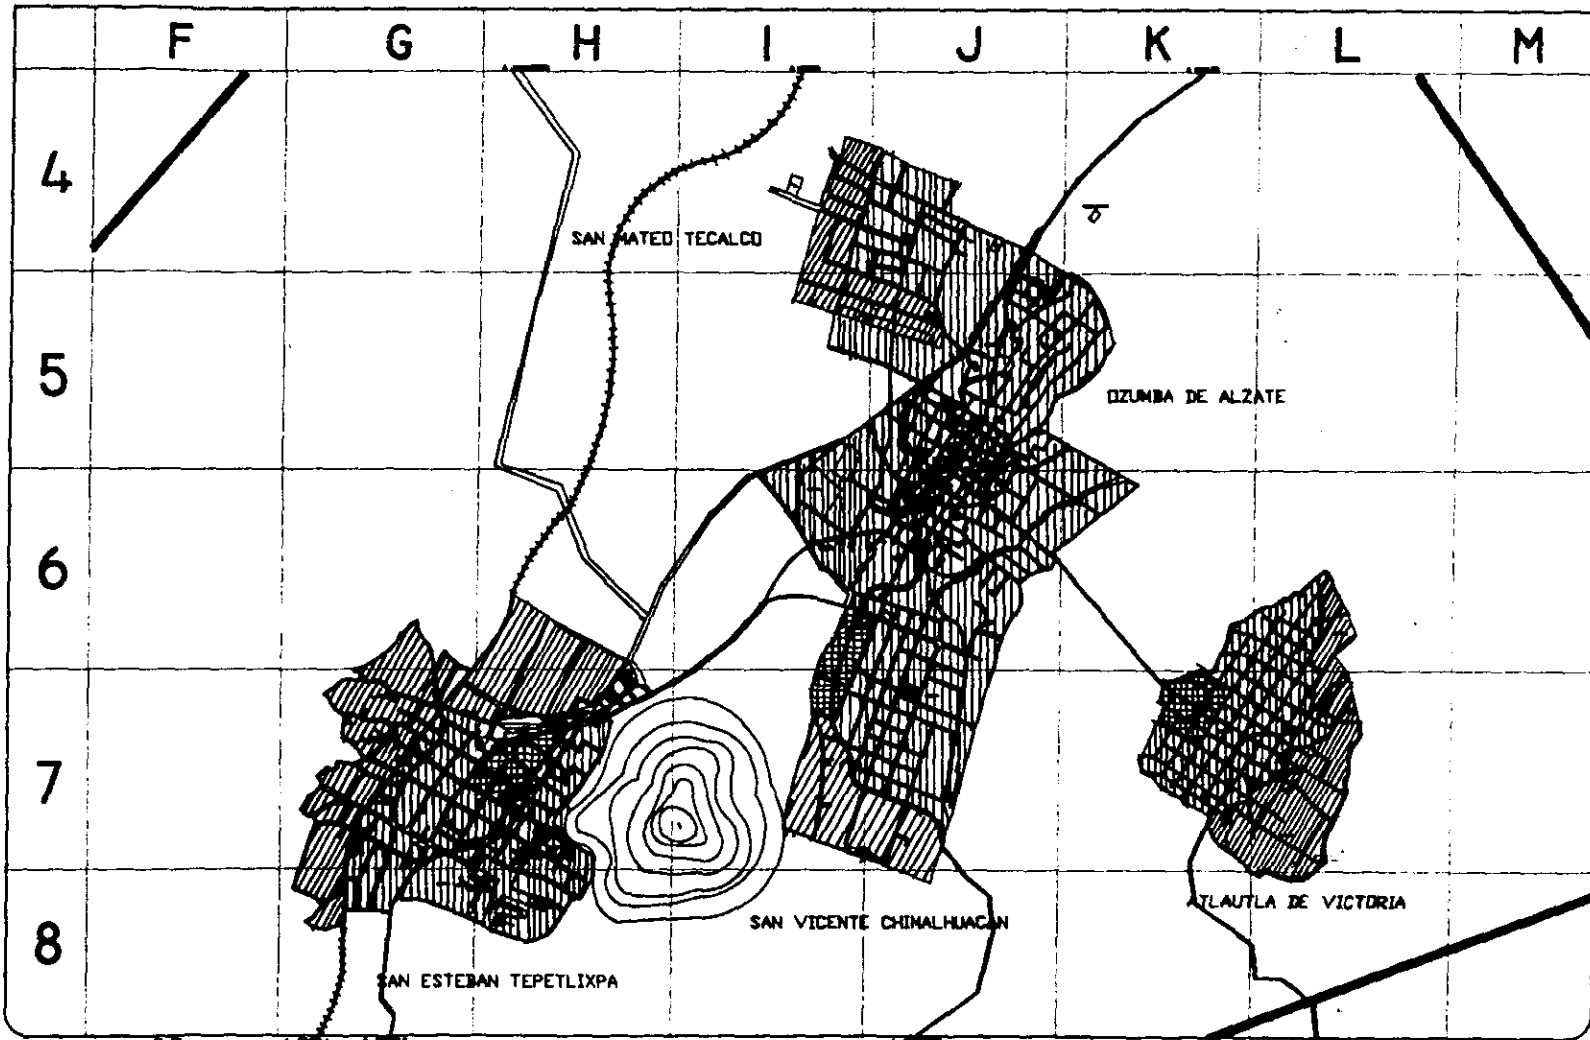 F G H I J K L M
4
SAN MATEO TECALCO
5
OZUMBA DE ALZATE
6
7
ATLAUTLA DE VICTORIA
SAN VICENTE CHIMALHUACAN
8
SAN ESTEBAN TEPETLIXPA